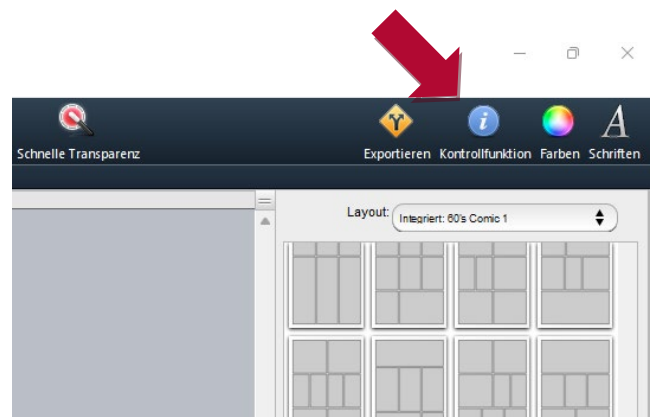 Schnelle Transparenz
Exportieren Kontrollfunktion Farben Schriften
Layout: Integriert: 60's Comic 1